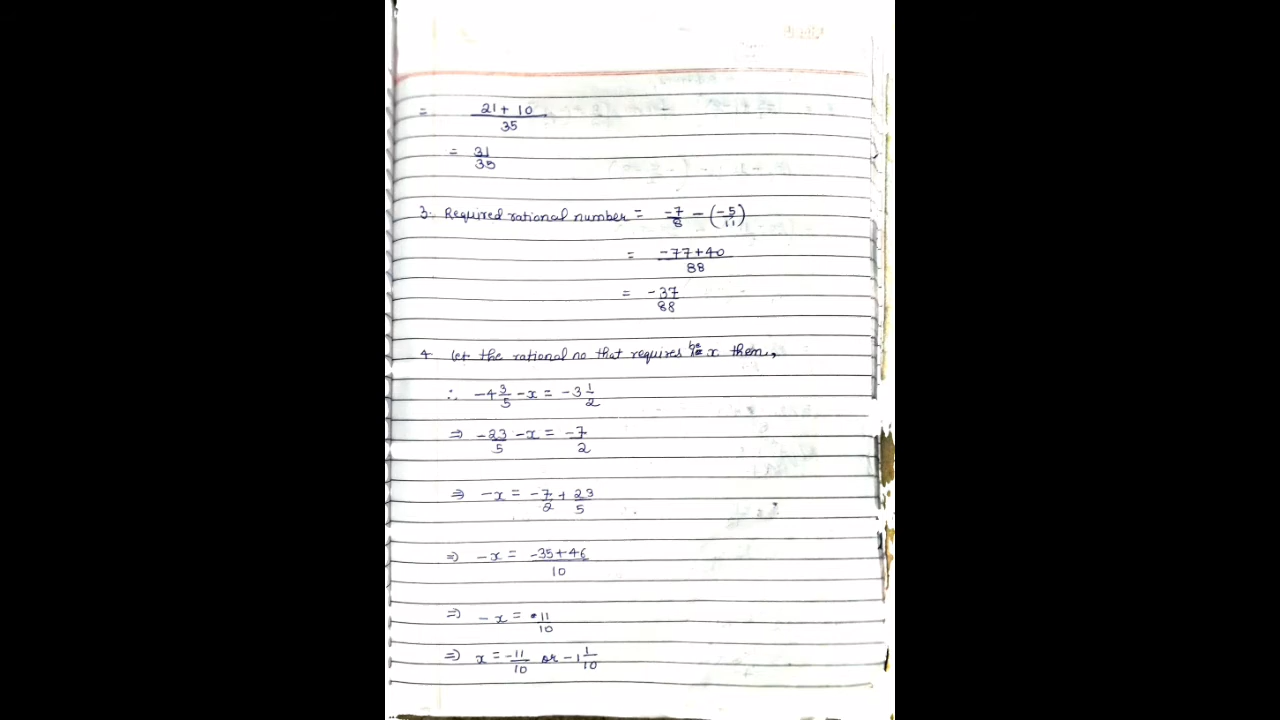 = 21 + 10 / 35
= 31 / 35
3. Required rational number = -7/8 - (-5/11)
= -77+40 / 88
= -37 / 88
4. Let the rational no that requires be x then,
∴ -4 3/5 - x = -3 1/2
⇒ -23/5 - x = -7/2
⇒ -x = -7/2 + 23/5
⇒ -x = -35+46 / 10
⇒ -x = 11/10
⇒ x = -11/10 or -1 1/10